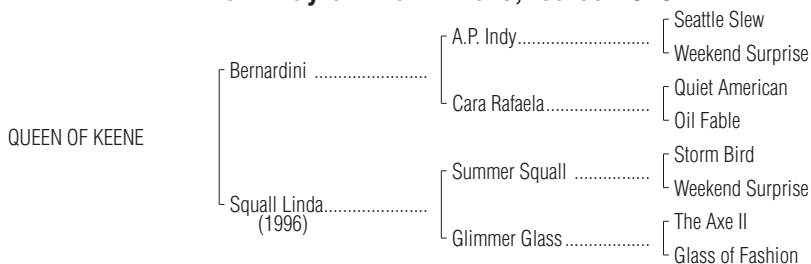 Seattle Slew
A.P. Indy
Weekend Surprise
Bernardini
Quiet American
Cara Rafaela
Oil Fable
QUEEN OF KEENE
Storm Bird
Summer Squall
Weekend Surprise
Squall Linda
(1996)
The Axe II
Glimmer Glass
Glass of Fashion